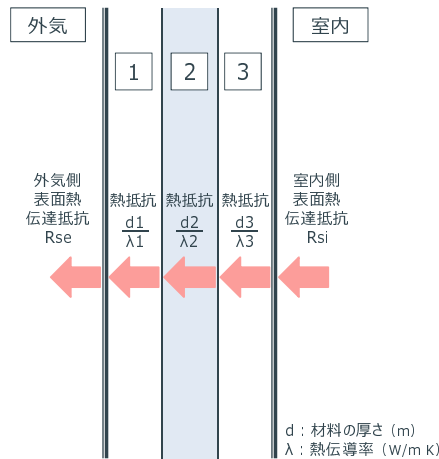 外気
室内
1
2
3
外気側
表面熱
伝達抵抗
Rse
熱抵抗
d1
λ1
熱抵抗
d2
λ2
熱抵抗
d3
λ3
室内側
表面熱
伝達抵抗
Rsi
d：材料の厚さ（m）
λ：熱伝導率（W/m K）